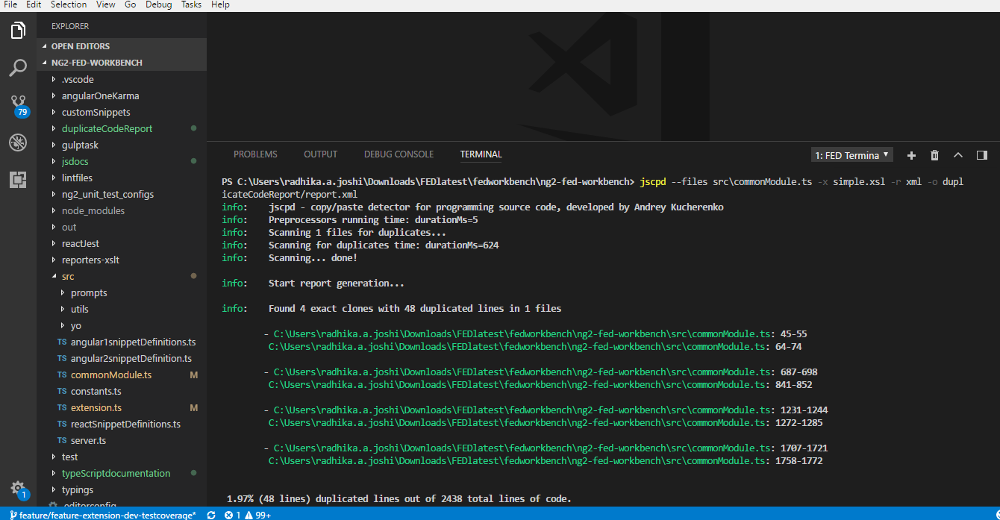 File Edit Selection View Go Debug Tasks Help
EXPLORER
OPEN EDITORS
NG2-FED-WORKBENCH
.vscode
angularOneKarma
customSnippets
duplicateCodeReport
gulptask
jsdocs
lintfiles
ng2_unit_test_configs
node_modules
out
reactJest
reporters-xslt
src
prompts
utils
yo
TS angular1snippetDefinitions.ts
TS angular2snippetDefinition.ts
TS commonModule.ts M
TS constants.ts
TS extension.ts M
TS reactSnippetDefinitions.ts
TS server.ts
test
typeScriptdocumentation
typings
.editorconfig
79
1
PROBLEMS OUTPUT DEBUG CONSOLE TERMINAL
1: FED Termina
PS C:\Users\radhika.a.joshi\Downloads\FEDlatest\fedworkbench\ng2-fed-workbench> jscpd --files src\commonModule.ts -x simple.xsl -r xml -o dupl
icateCodeReport/report.xml
info: jscpd - copy/paste detector for programming source code, developed by Andrey Kucherenko
info: Preprocessors running time: durationMs=5
info: Scanning 1 files for duplicates...
info: Scanning for duplicates time: durationMs=624
info: Scanning... done!
info: Start report generation...
info: Found 4 exact clones with 48 duplicated lines in 1 files
- C:\Users\radhika.a.joshi\Downloads\FEDlatest\fedworkbench\ng2-fed-workbench\src\commonModule.ts: 45-55
C:\Users\radhika.a.joshi\Downloads\FEDlatest\fedworkbench\ng2-fed-workbench\src\commonModule.ts: 64-74
- C:\Users\radhika.a.joshi\Downloads\FEDlatest\fedworkbench\ng2-fed-workbench\src\commonModule.ts: 687-698
C:\Users\radhika.a.joshi\Downloads\FEDlatest\fedworkbench\ng2-fed-workbench\src\commonModule.ts: 841-852
- C:\Users\radhika.a.joshi\Downloads\FEDlatest\fedworkbench\ng2-fed-workbench\src\commonModule.ts: 1231-1244
C:\Users\radhika.a.joshi\Downloads\FEDlatest\fedworkbench\ng2-fed-workbench\src\commonModule.ts: 1272-1285
- C:\Users\radhika.a.joshi\Downloads\FEDlatest\fedworkbench\ng2-fed-workbench\src\commonModule.ts: 1707-1721
C:\Users\radhika.a.joshi\Downloads\FEDlatest\fedworkbench\ng2-fed-workbench\src\commonModule.ts: 1758-1772
1.97% (48 lines) duplicated lines out of 2438 total lines of code.
feature/feature-extension-dev-testcoverage* 1 99+